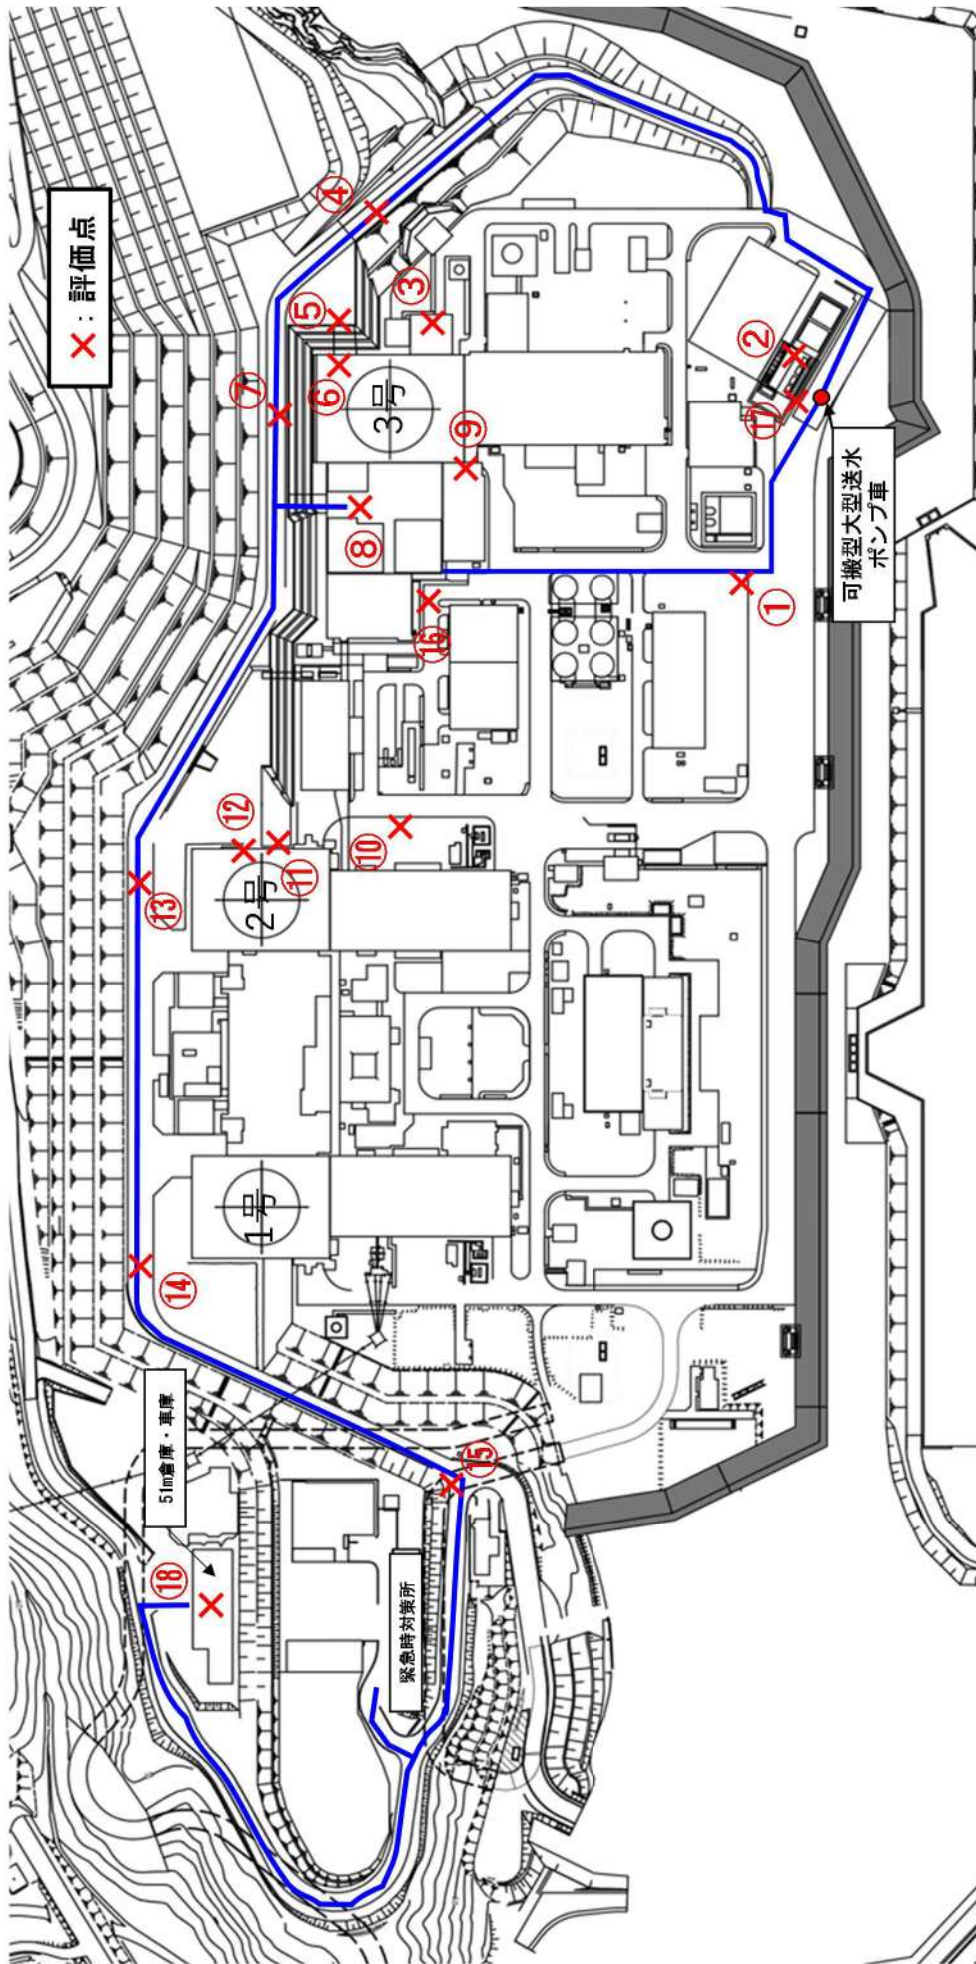 ×：評価点
①
②
③
④
⑤
⑥
⑦
⑧
⑨
⑩
⑪
⑫
⑬
⑭
⑮
⑯
⑰
⑱
1号
2号
3号
51m倉庫・車庫
緊急時対策所
可搬型大型送水
ポンプ車